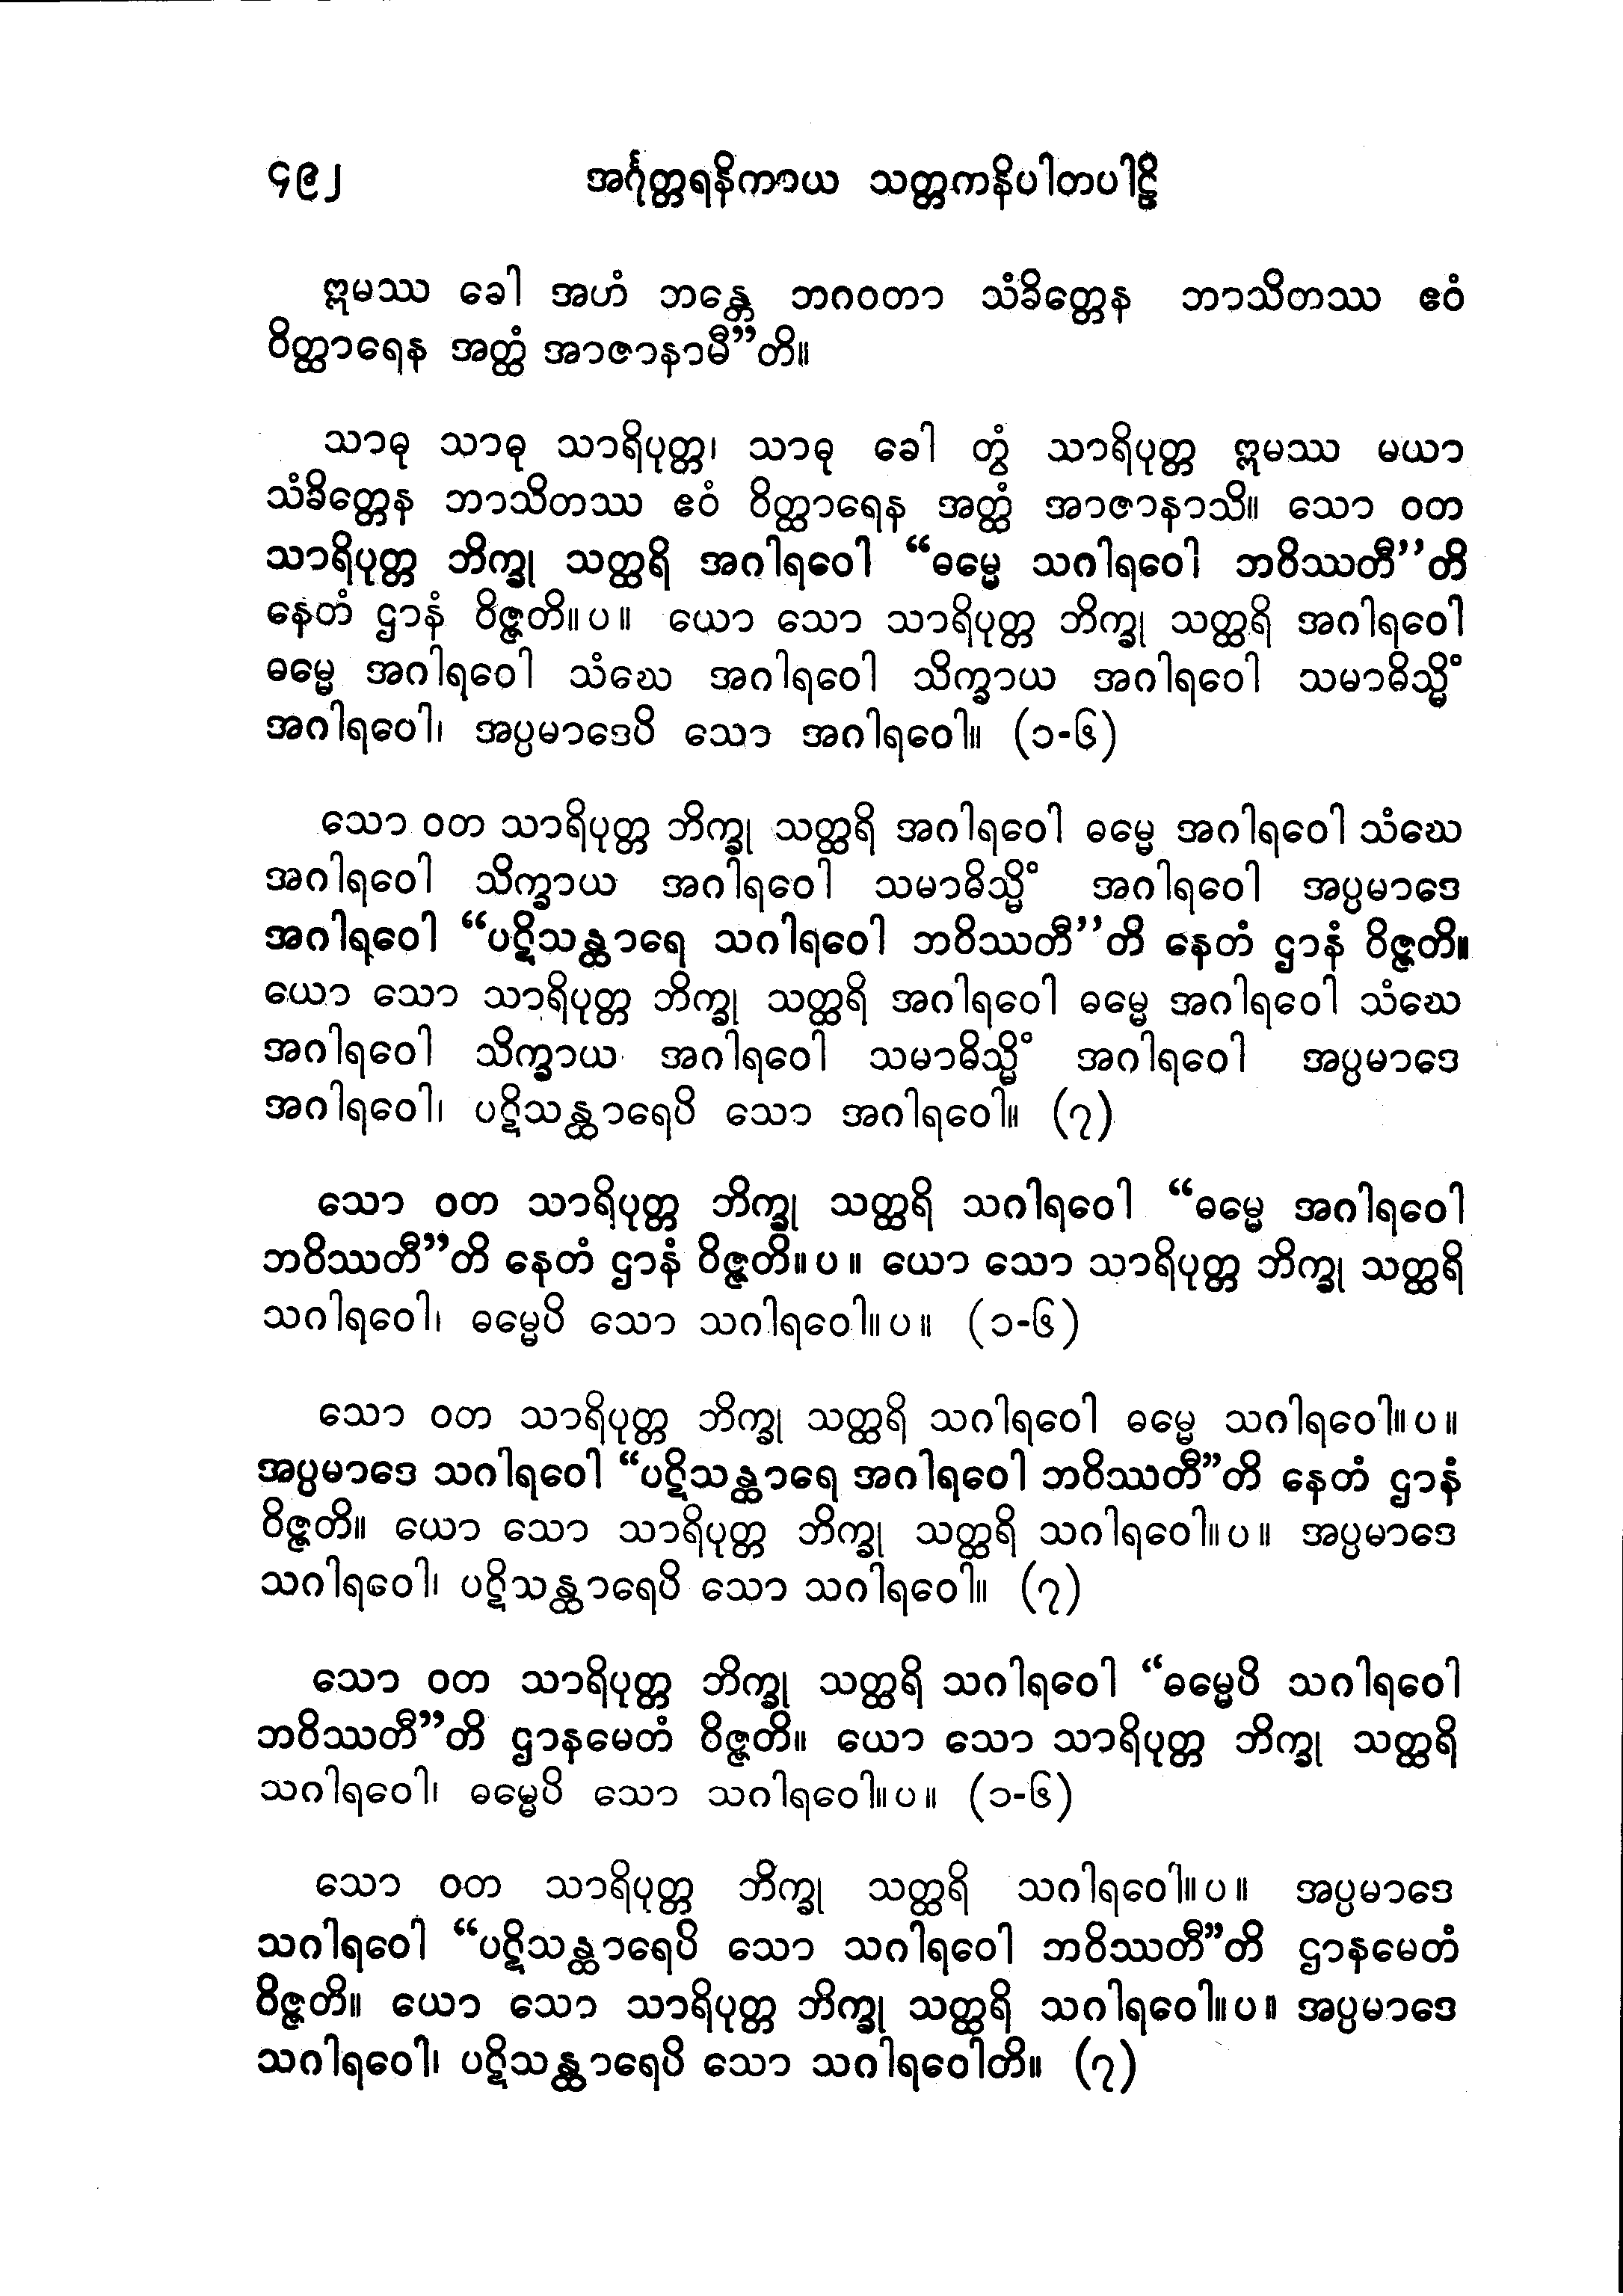 ၄၉၂ အင်္ဂုတ္တရနိကာယ သတ္တကနိပါတပါဠိ
ဣမဿ ခေါ အဟံ ဘန္တေ ဘဂဝတာ သံခိတ္တေန ဘာသိတဿ ဧဝံ
ဝိတ္ထာရေန အတ္ထံ အာဇာနာမီ”တိ။
သာဓု သာဓု သာရိပုတ္တ၊ သာဓု ခေါ တွံ သာရိပုတ္တ ဣမဿ မယာ
သံခိတ္တေန ဘာသိတဿ ဧဝံ ဝိတ္ထာရေန အတ္ထံ အာဇာနာသိ။ သော ဝတ
သာရိပုတ္တ ဘိက္ခု သတ္ထရိ အဂါရဝေါ “ဓမ္မေ သဂါရဝေါ ဘဝိဿတီ”တိ
နေတံ ဌာနံ ဝိဇ္ဇတိ။ပ။ ယော သော သာရိပုတ္တ ဘိက္ခု သတ္ထရိ အဂါရဝေါ
ဓမ္မေ အဂါရဝေါ သံဃေ အဂါရဝေါ သိက္ခာယ အဂါရဝေါ သမာဓိသ္မိံ
အဂါရဝေါ၊ အပ္ပမာဒေပိ သော အဂါရဝေါ။ (၁-၆)
သော ဝတ သာရိပုတ္တ ဘိက္ခု သတ္ထရိ အဂါရဝေါ ဓမ္မေ အဂါရဝေါ သံဃေ
အဂါရဝေါ သိက္ခာယ အဂါရဝေါ သမာဓိသ္မိံ အဂါရဝေါ အပ္ပမာဒေ
အဂါရဝေါ “ပဋိသန္ထာရေ သဂါရဝေါ ဘဝိဿတီ”တိ နေတံ ဌာနံ ဝိဇ္ဇတိ။
ယော သော သာရိပုတ္တ ဘိက္ခု သတ္ထရိ အဂါရဝေါ ဓမ္မေ အဂါရဝေါ သံဃေ
အဂါရဝေါ သိက္ခာယ အဂါရဝေါ သမာဓိသ္မိံ အဂါရဝေါ အပ္ပမာဒေ
အဂါရဝေါ၊ ပဋိသန္ထာရေပိ သော အဂါရဝေါ။ (၇)
သော ဝတ သာရိပုတ္တ ဘိက္ခု သတ္ထရိ သဂါရဝေါ “ဓမ္မေ အဂါရဝေါ
ဘဝိဿတီ”တိ နေတံ ဌာနံ ဝိဇ္ဇတိ။ပ။ ယော သော သာရိပုတ္တ ဘိက္ခု သတ္ထရိ
သဂါရဝေါ၊ ဓမ္မေပိ သော သဂါရဝေါ။ပ။ (၁-၆)
သော ဝတ သာရိပုတ္တ ဘိက္ခု သတ္ထရိ သဂါရဝေါ ဓမ္မေ သဂါရဝေါ။ပ။
အပ္ပမာဒေ သဂါရဝေါ “ပဋိသန္ထာရေ အဂါရဝေါ ဘဝိဿတီ”တိ နေတံ ဌာနံ
ဝိဇ္ဇတိ။ ယော သော သာရိပုတ္တ ဘိက္ခု သတ္ထရိ သဂါရဝေါ။ပ။ အပ္ပမာဒေ
သဂါရဝေါ၊ ပဋိသန္ထာရေပိ သော သဂါရဝေါ။ (၇)
သော ဝတ သာရိပုတ္တ ဘိက္ခု သတ္ထရိ သဂါရဝေါ “ဓမ္မေပိ သဂါရဝေါ
ဘဝိဿတီ”တိ ဌာနမေတံ ဝိဇ္ဇတိ။ ယော သော သာရိပုတ္တ ဘိက္ခု သတ္ထရိ
သဂါရဝေါ၊ ဓမ္မေပိ သော သဂါရဝေါ။ပ။ (၁-၆)
သော ဝတ သာရိပုတ္တ ဘိက္ခု သတ္ထရိ သဂါရဝေါ။ပ။ အပ္ပမာဒေ
သဂါရဝေါ “ပဋိသန္ထာရေပိ သော သဂါရဝေါ ဘဝိဿတီ”တိ ဌာနမေတံ
ဝိဇ္ဇတိ။ ယော သော သာရိပုတ္တ ဘိက္ခု သတ္ထရိ သဂါရဝေါ။ပ။ အပ္ပမာဒေ
သဂါရဝေါ၊ ပဋိသန္ထာရေပိ သော သဂါရဝေါတိ။ (၇)